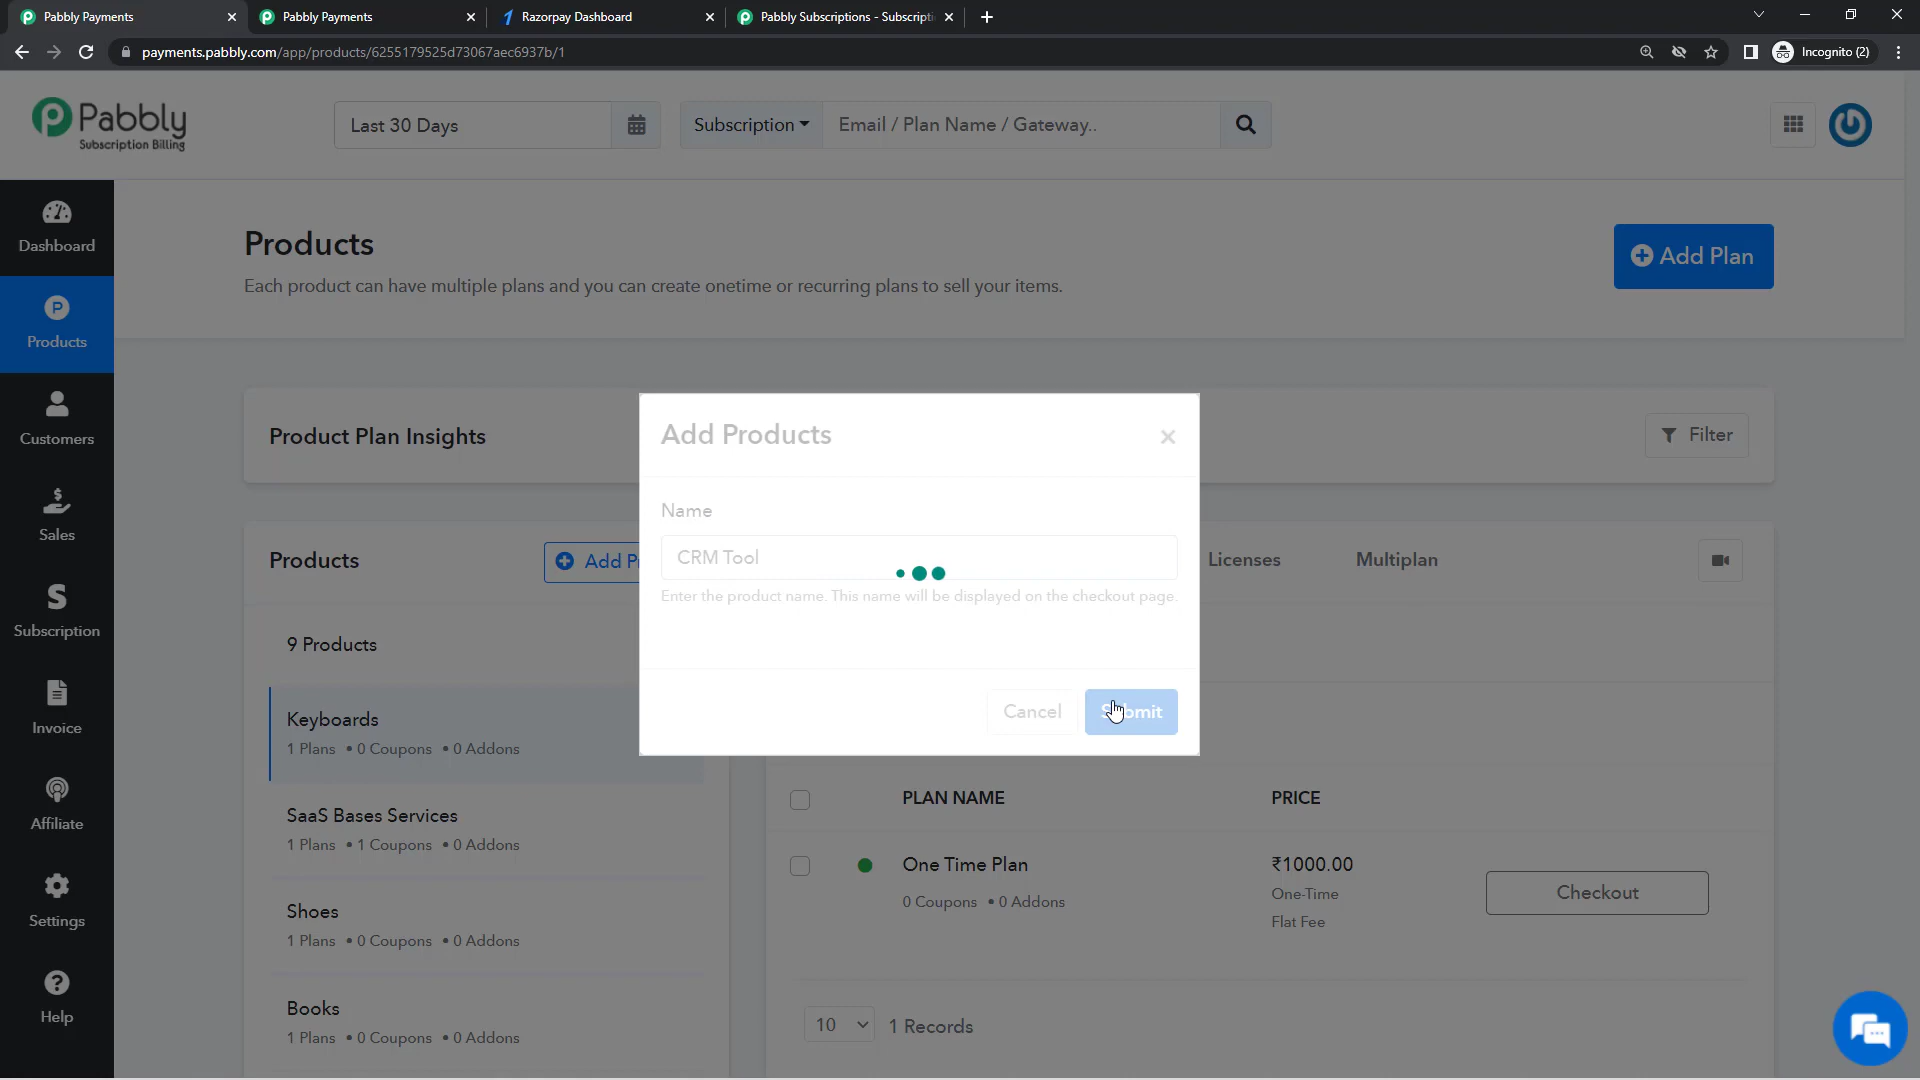 Pabbly Payments
Pabbly Payments
Razorpay Dashboard
Pabbly Subscriptions - Subscripti
payments.pabbly.com/app/products/6255179525d73067aec6937b/1
Incognito (2)
Pabbly
Subscription Billing
Last 30 Days
Subscription
Email / Plan Name / Gateway..
Dashboard
Products
Customers
Sales
Subscription
Invoice
Affiliate
Settings
Help
Products
Each product can have multiple plans and you can create onetime or recurring plans to sell your items.
Add Plan
Product Plan Insights
Filter
Products
Add P
9 Products
Keyboards
1 Plans • 0 Coupons • 0 Addons
SaaS Bases Services
1 Plans • 1 Coupons • 0 Addons
Shoes
1 Plans • 0 Coupons • 0 Addons
Books
1 Plans • 0 Coupons • 0 Addons
Add Products
Name
CRM Tool
Enter the product name. This name will be displayed on the checkout page.
Cancel
Submit
Licenses
Multiplan
PLAN NAME
PRICE
One Time Plan
0 Coupons • 0 Addons
₹1000.00
One-Time
Flat Fee
Checkout
10
1 Records